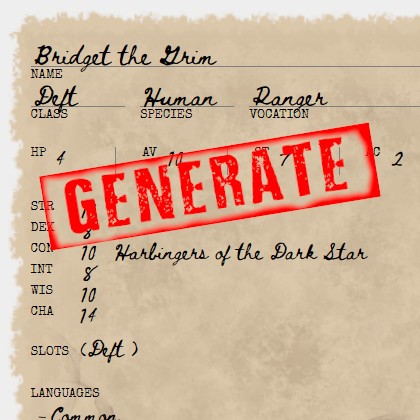 Bridget the Grim
NAME
Deft Human Ranger
CLASS SPECIES VOCATION
HP 4 AV 10 ST 7 AC 2
GENERATE
STR
DEX 8
CON 10 Harbingers of the Dark Star
INT 8
WIS 10
CHA 14
SLOTS (Deft )
LANGUAGES
- Common